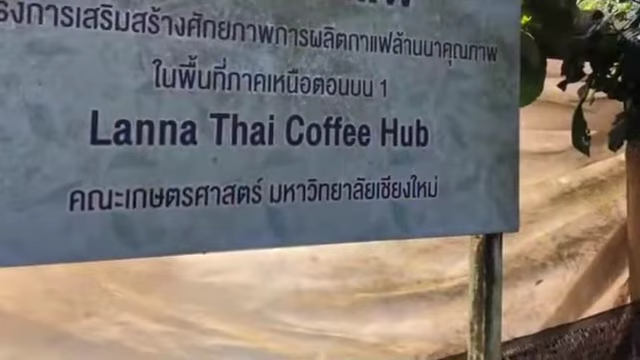 รงการเสริมสร้างศักยภาพการผลิตกาแฟล้านนาคุณภาพ
ในพื้นที่ภาคเหนือตอนบน 1
Lanna Thai Coffee Hub
คณะเกษตรศาสตร์ มหาวิทยาลัยเชียงใหม่